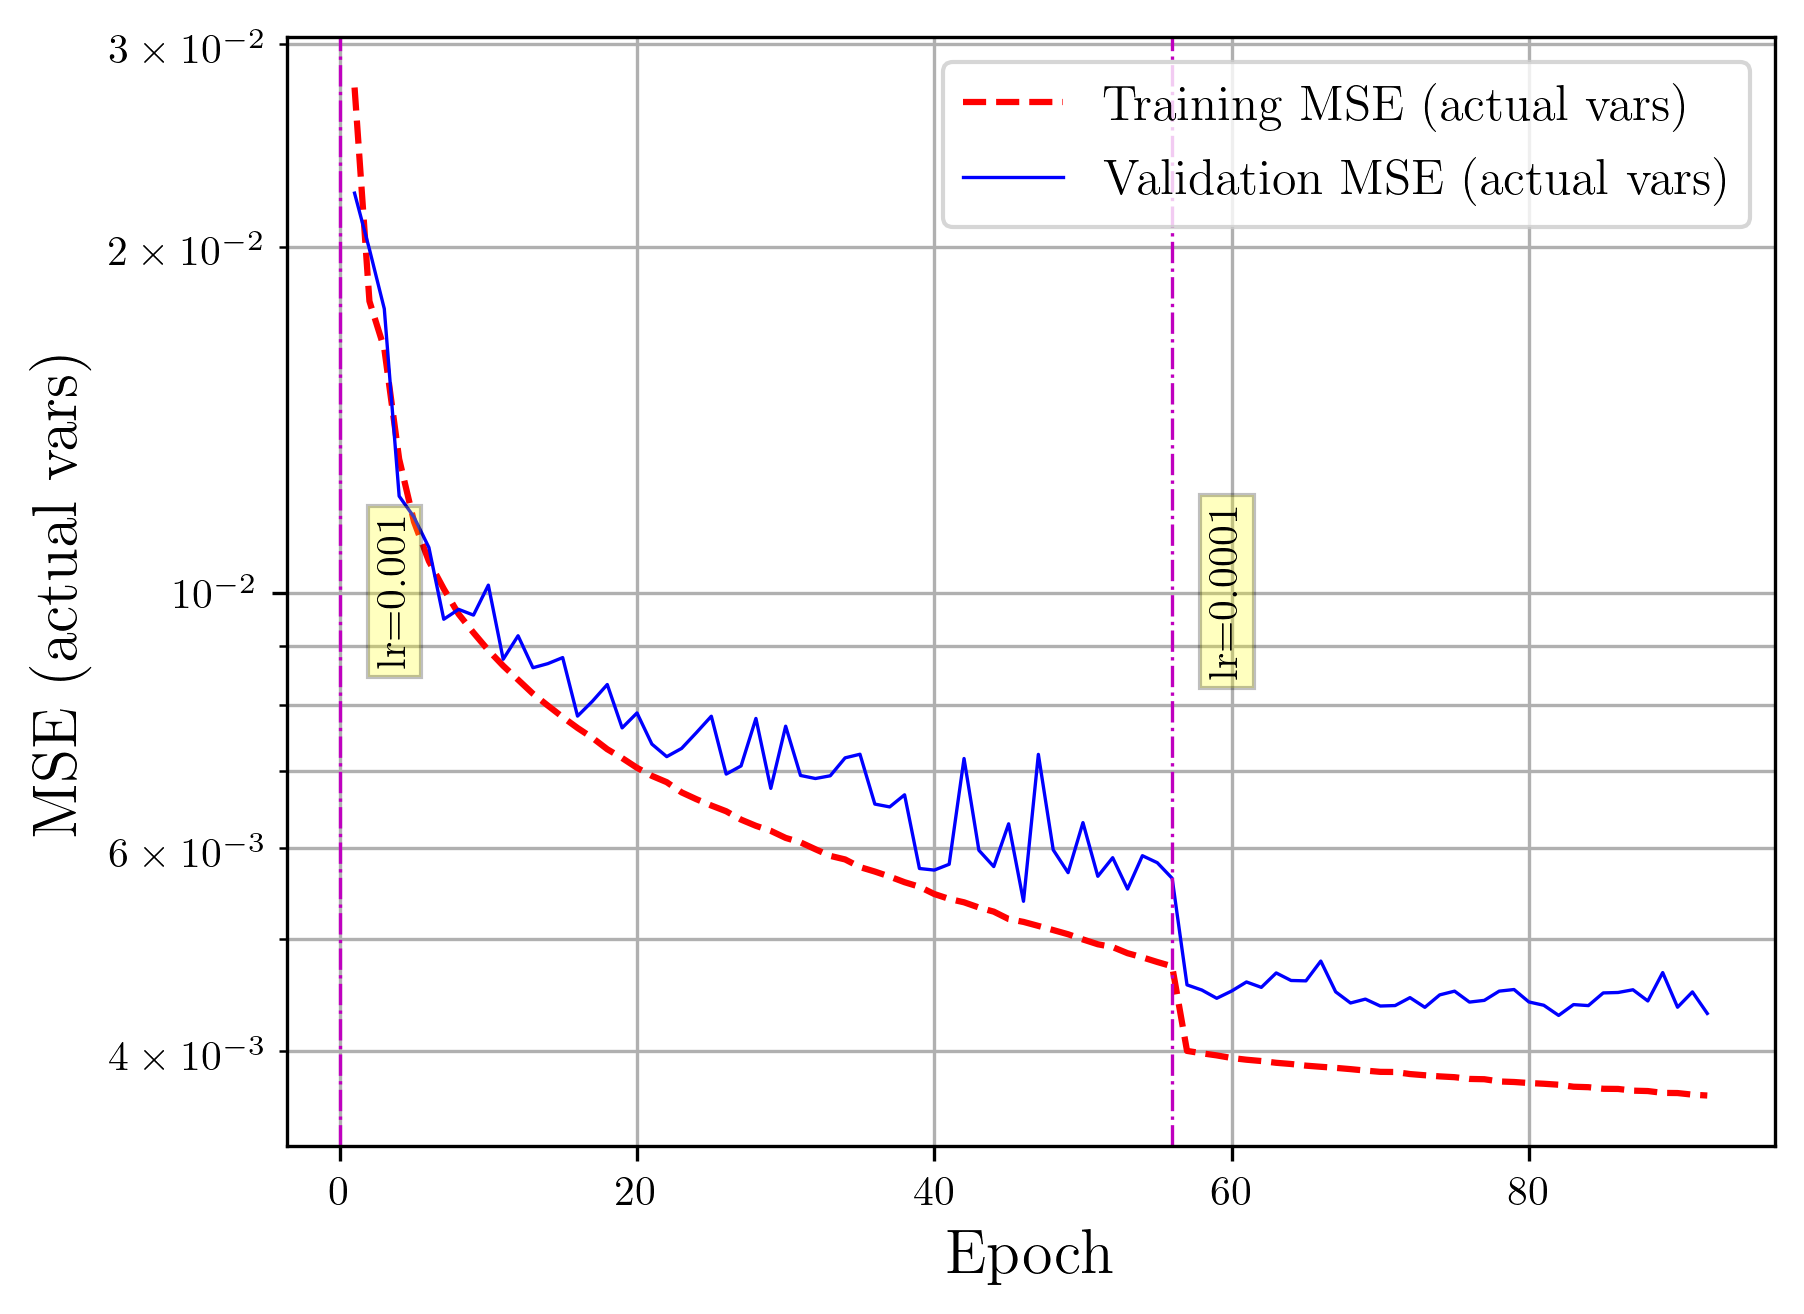 3 × 10⁻²
2 × 10⁻²
10⁻²
6 × 10⁻³
4 × 10⁻³
MSE (actual vars)
Training MSE (actual vars)
Validation MSE (actual vars)
lr=0.001
lr=0.0001
0 20 40 60 80
Epoch